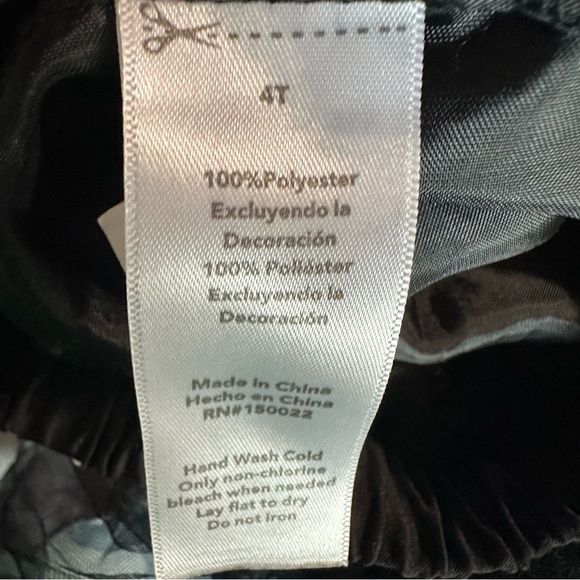 4T
100%Polyester
Excluyendo la
Decoración
100% Poliéster
Excluyendo la
Decoración
Made in China
Hecho en China
RN#150022
Hand Wash Cold
Only non-chlorine
bleach when needed
Lay flat to dry
Do not iron